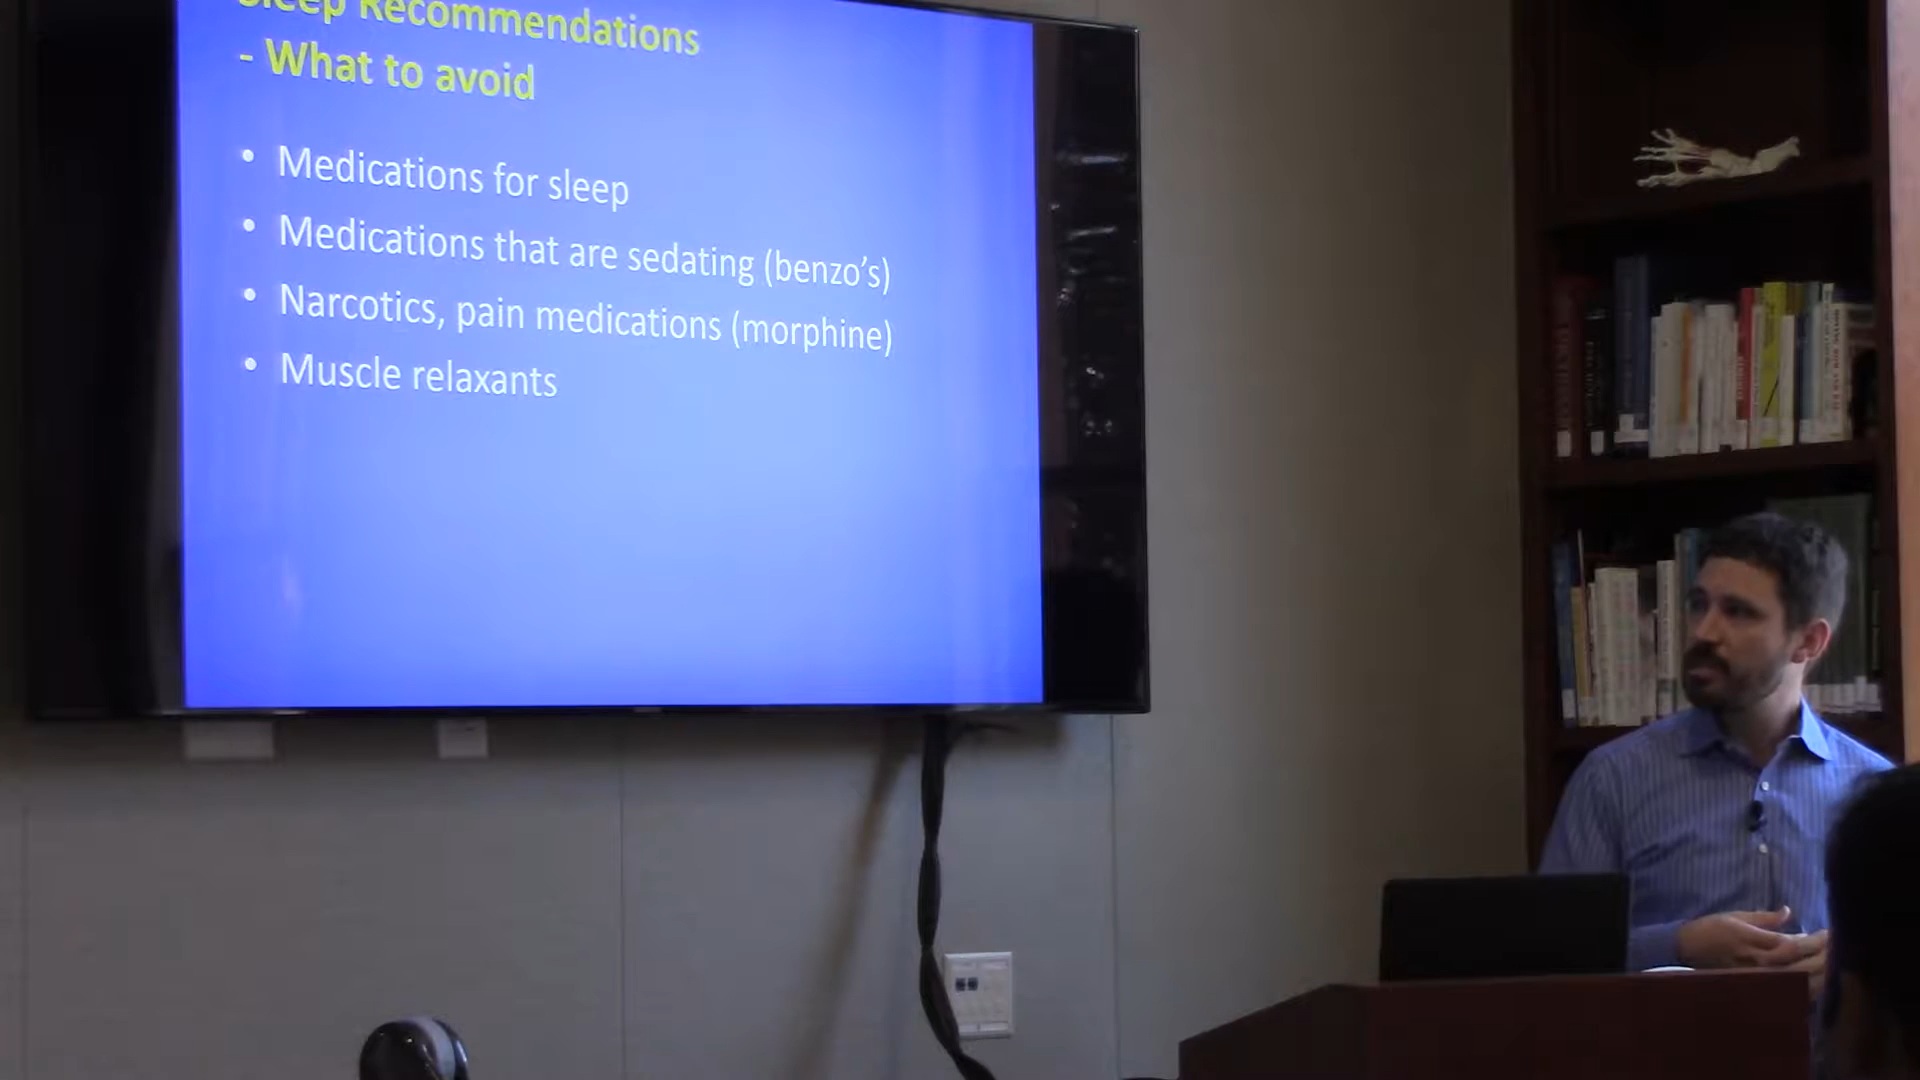 Sleep Recommendations
- What to avoid
• Medications for sleep
• Medications that are sedating (benzo's)
• Narcotics, pain medications (morphine)
• Muscle relaxants